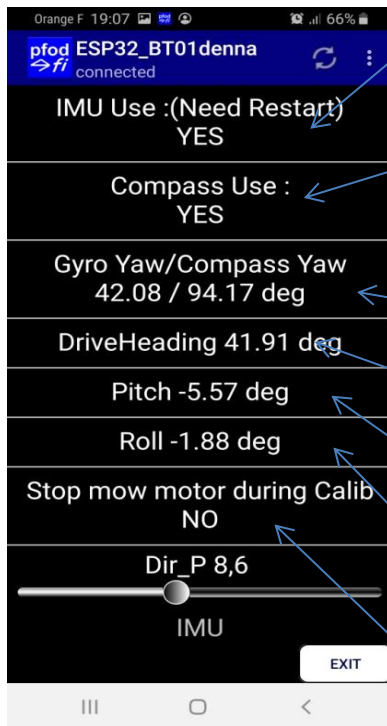 Orange F 19:07 66%
pfod ESP32_BT01denna
fi connected
IMU Use :(Need Restart)
YES
Compass Use :
YES
Gyro Yaw/Compass Yaw
42.08 / 94.17 deg
DriveHeading 41.91 deg
Pitch -5.57 deg
Roll -1.88 deg
Stop mow motor during Calib
NO
Dir_P 8,6
IMU
EXIT